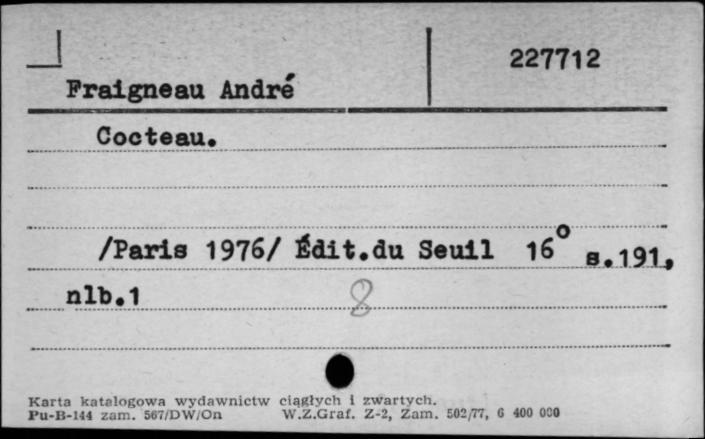 227712
Fraigneau André
Cocteau.
/Paris 1976/ Édit.du Seuil 16° s.191,
nlb.1 8
Karta katalogowa wydawnictw ciągłych i zwartych.
Pu-B-144 zam. 567/DW/On W.Z.Graf. Z-2, Zam. 502/77, 6 400 000